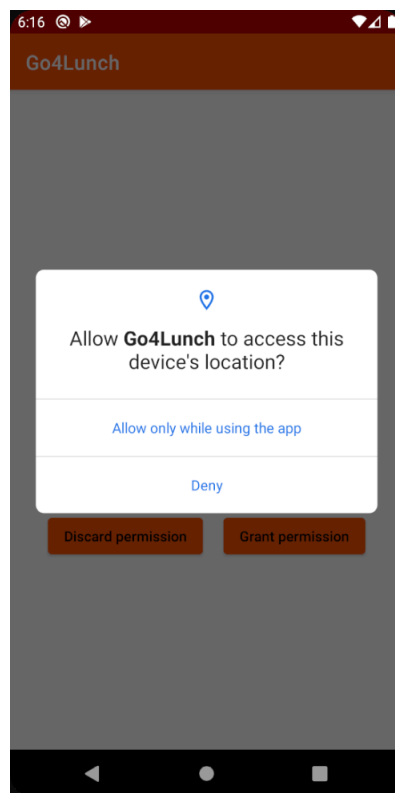 6:16
Go4Lunch
Allow Go4Lunch to access this
device's location?
Allow only while using the app
Deny
Discard permission
Grant permission